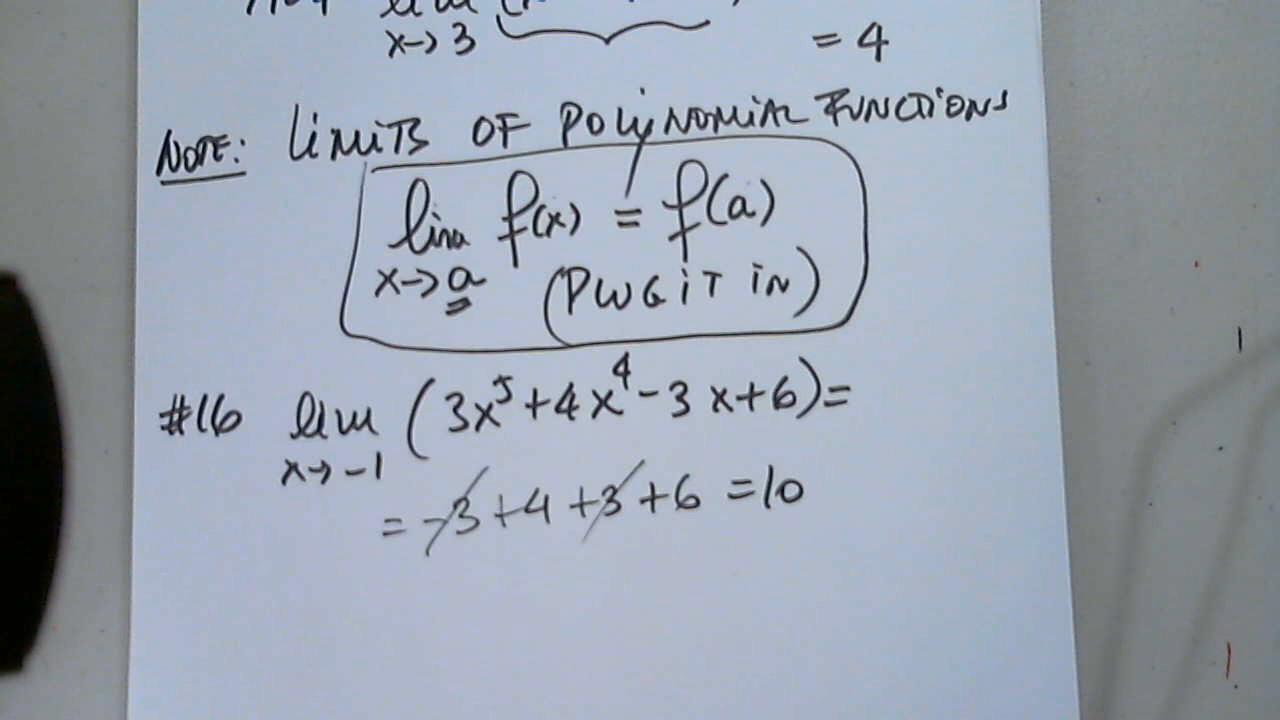 lim
x→3 = 4
NOTE: LIMITS OF POLYNOMIAL FUNCTIONS
lim f(x) = f(a)
x→a (PLUG IT IN)
#16 lim (3x⁵+4x⁴-3x+6)=
x→-1
= -3+4+3+6 =10